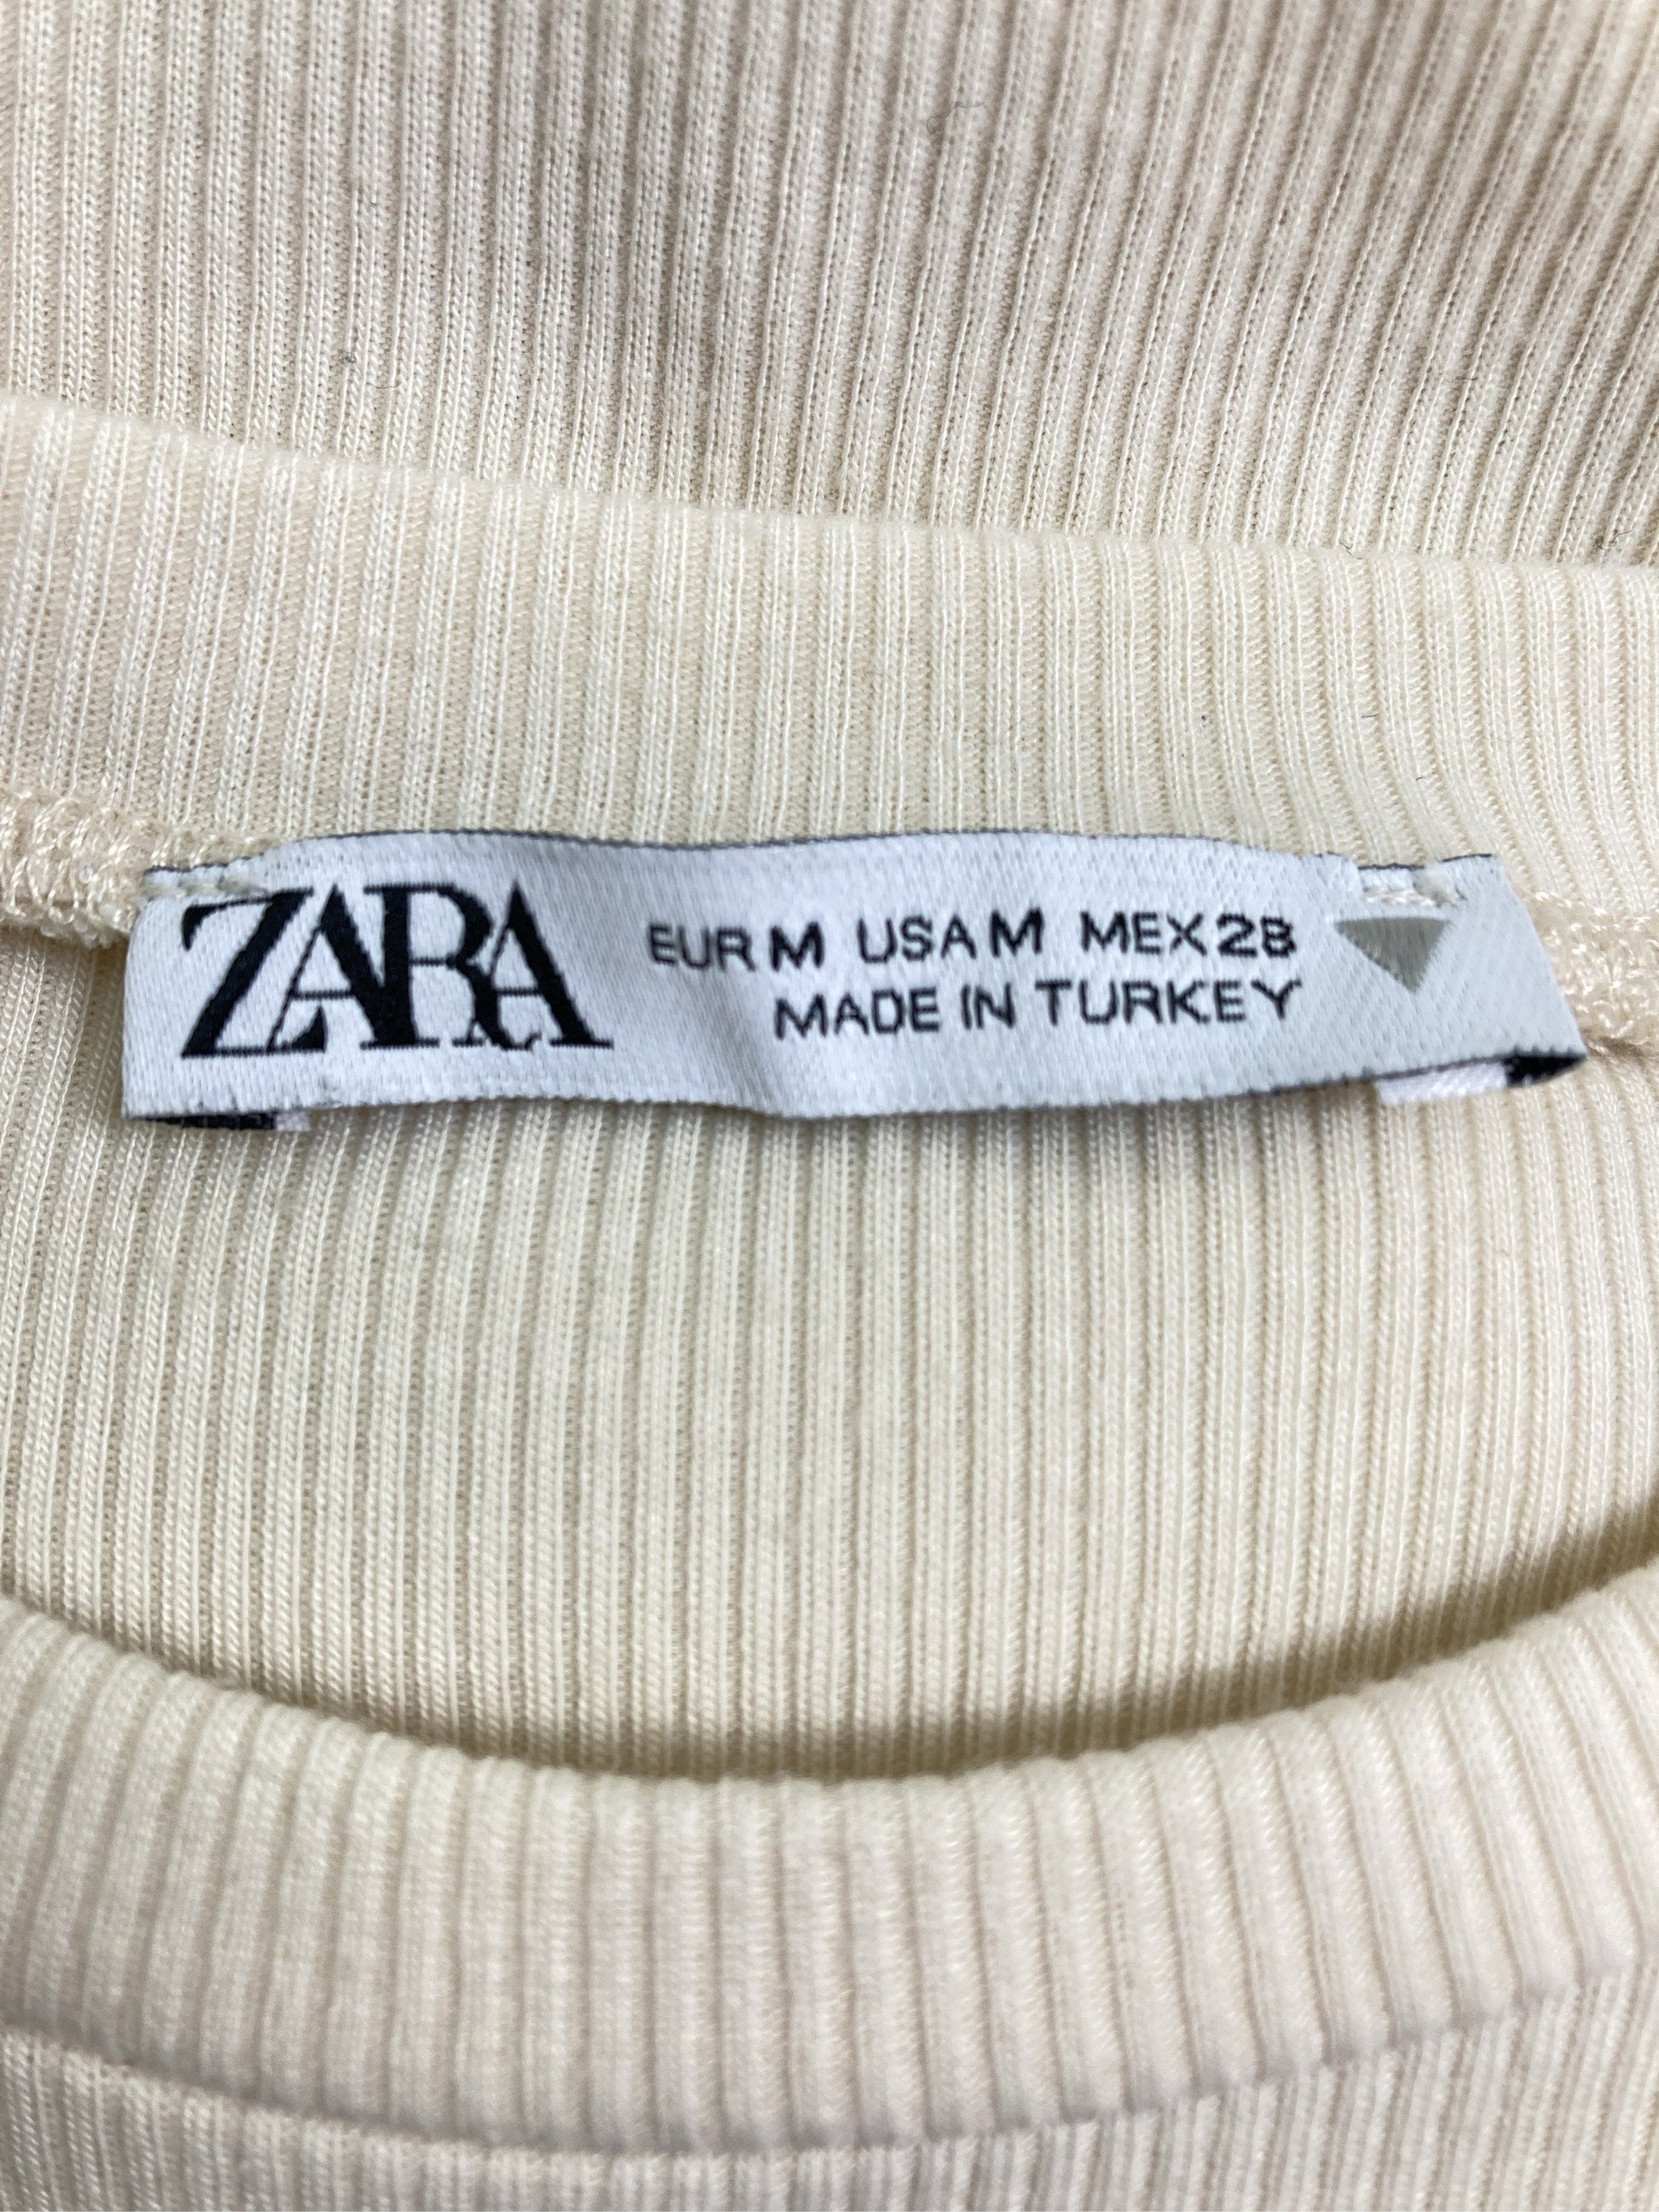 ZARA
EUR M USA M MEX 28
MADE IN TURKEY